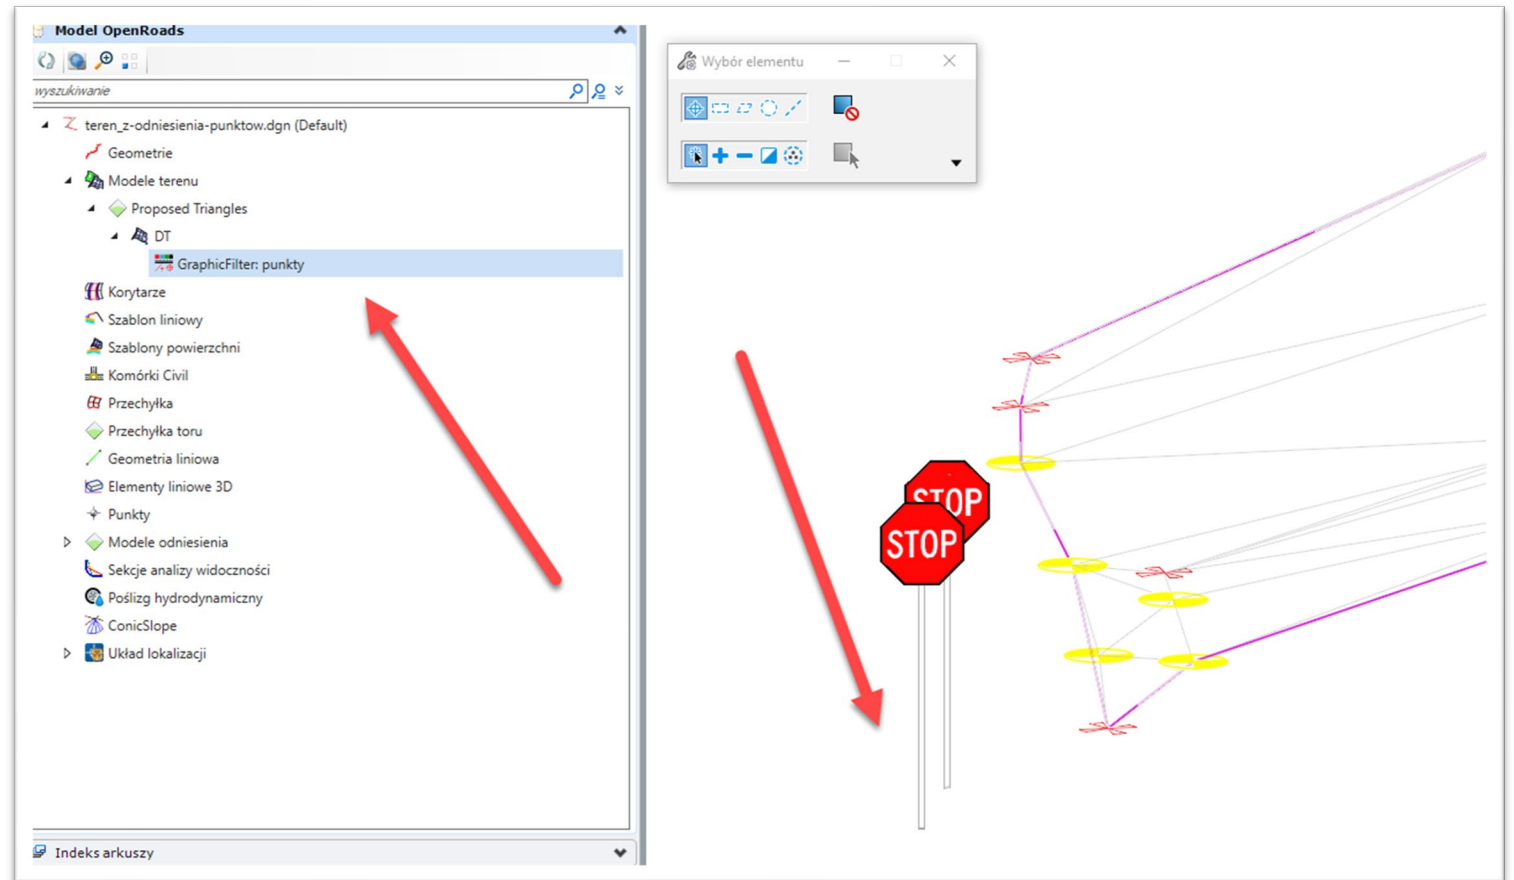 Model OpenRoads
wyszukiwanie
teren_z-odniesienia-punktow.dgn (Default)
Geometrie
Modele terenu
Proposed Triangles
DT
GraphicFilter: punkty
Korytarze
Szablon liniowy
Szablony powierzchni
Komórki Civil
Przechyłka
Przechyłka toru
Geometria liniowa
Elementy liniowe 3D
Punkty
Modele odniesienia
Sekcje analizy widoczności
Poślizg hydrodynamiczny
ConicSlope
Układ lokalizacji
Indeks arkuszy
Wybór elementu
STOP
STOP